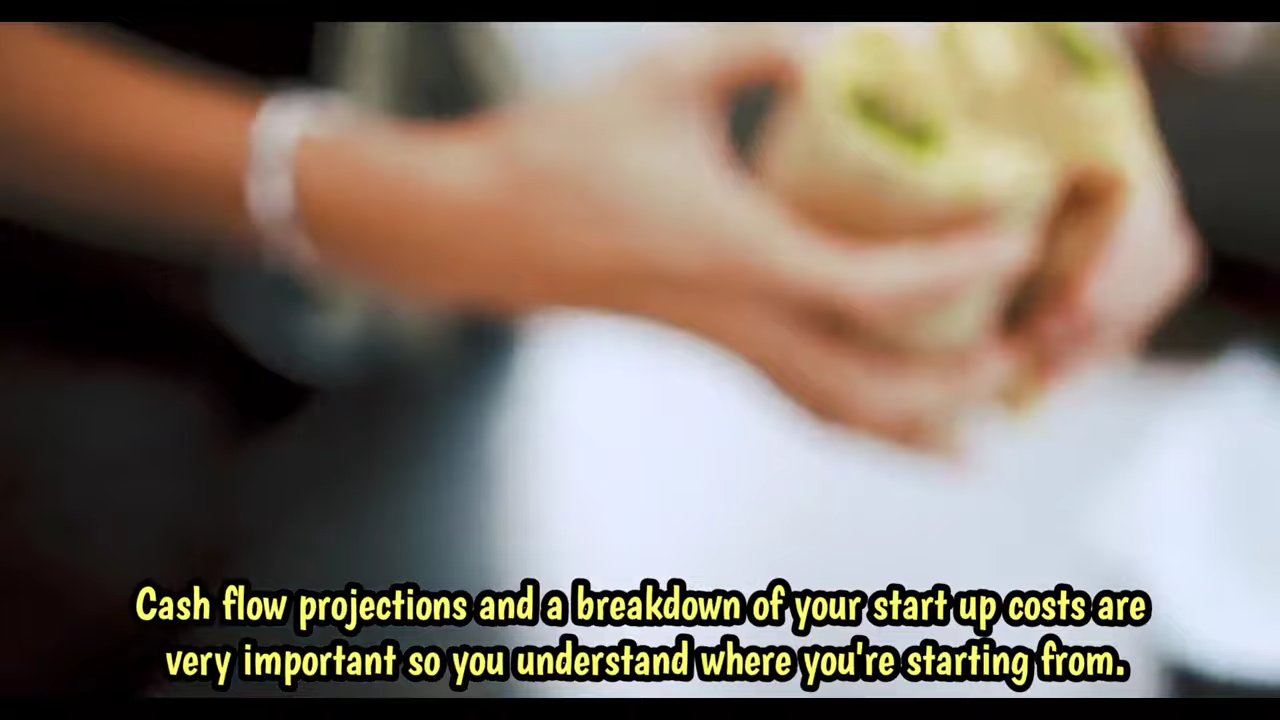 Cash flow projections and a breakdown of your start up costs are
very important so you understand where you're starting from.